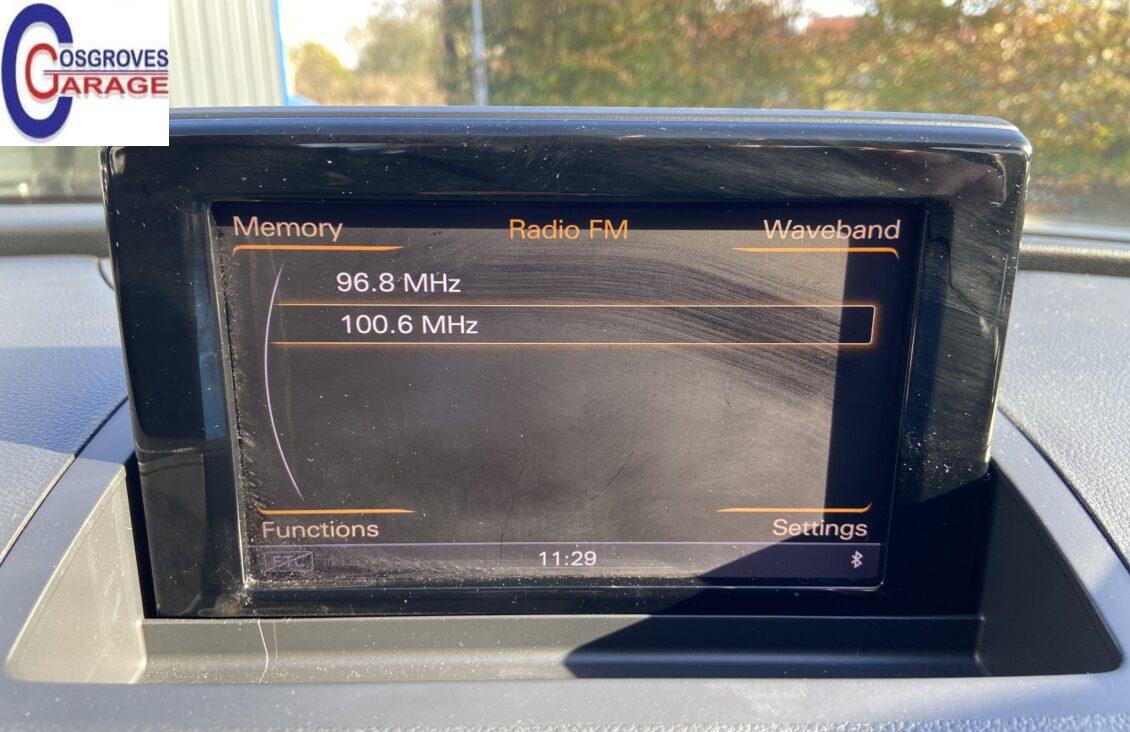 COSGROVES
GARAGE
Memory
Radio FM
Waveband
96.8 MHz
100.6 MHz
Functions
Settings
11:29